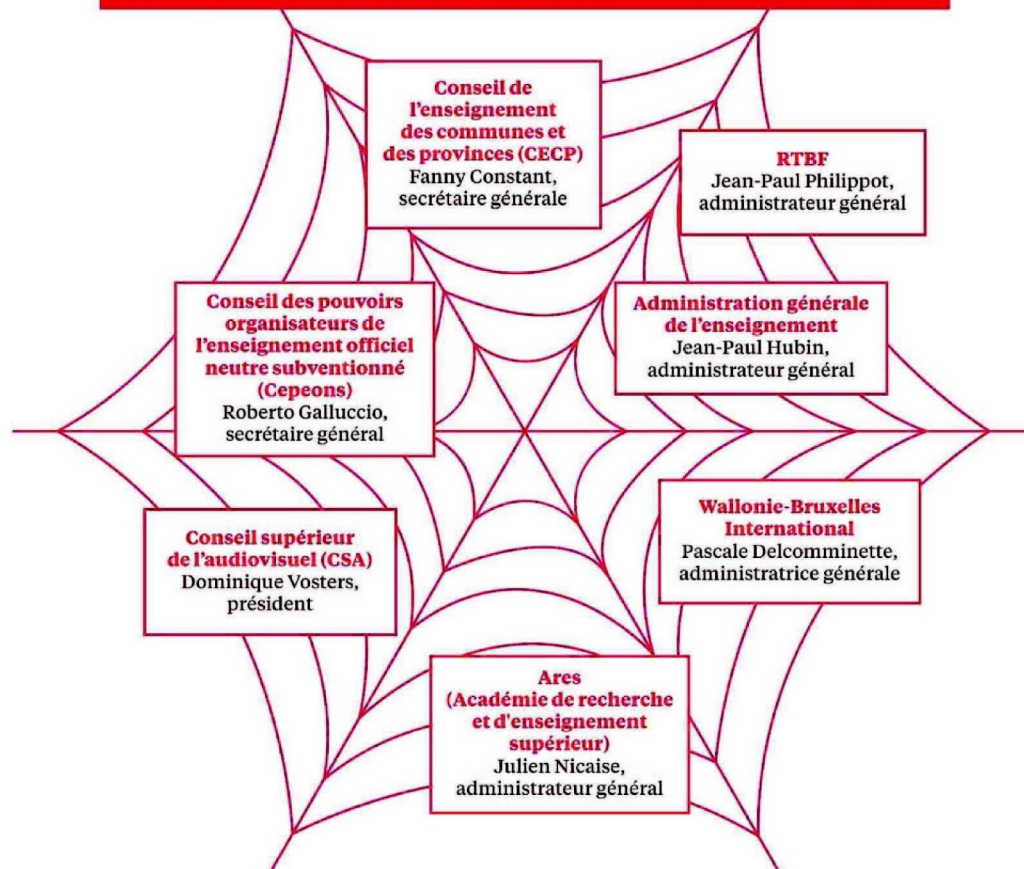 Conseil de
l'enseignement
des communes et
des provinces (CECP)
Fanny Constant,
secrétaire générale
RTBF
Jean-Paul Philippot,
administrateur général
Conseil des pouvoirs
organisateurs de
l'enseignement officiel
neutre subventionné
(Cepeons)
Roberto Galluccio,
secrétaire général
Administration générale
de l'enseignement
Jean-Paul Hubin,
administrateur général
Conseil supérieur
de l'audiovisuel (CSA)
Dominique Vosters,
président
Wallonie-Bruxelles
International
Pascale Delcomminette,
administratrice générale
Ares
(Académie de recherche
et d'enseignement
supérieur)
Julien Nicaise,
administrateur général